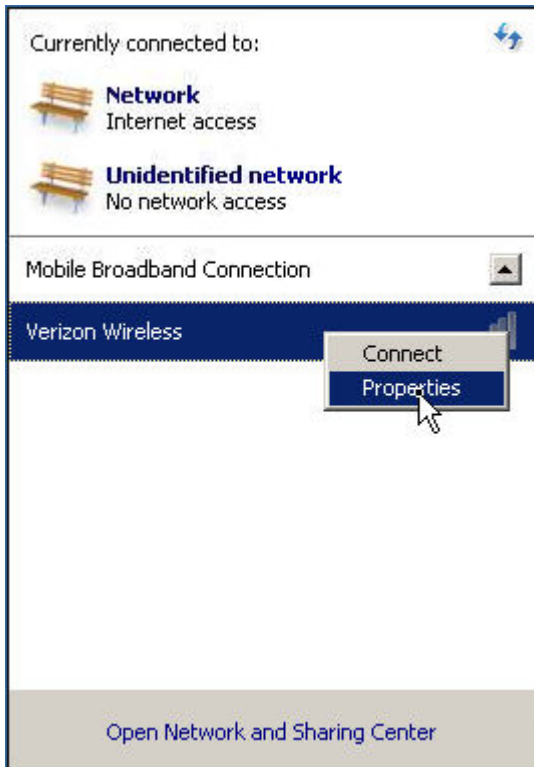 Currently connected to:
Network
Internet access
Unidentified network
No network access
Mobile Broadband Connection
Verizon Wireless
Connect
Properties
Open Network and Sharing Center